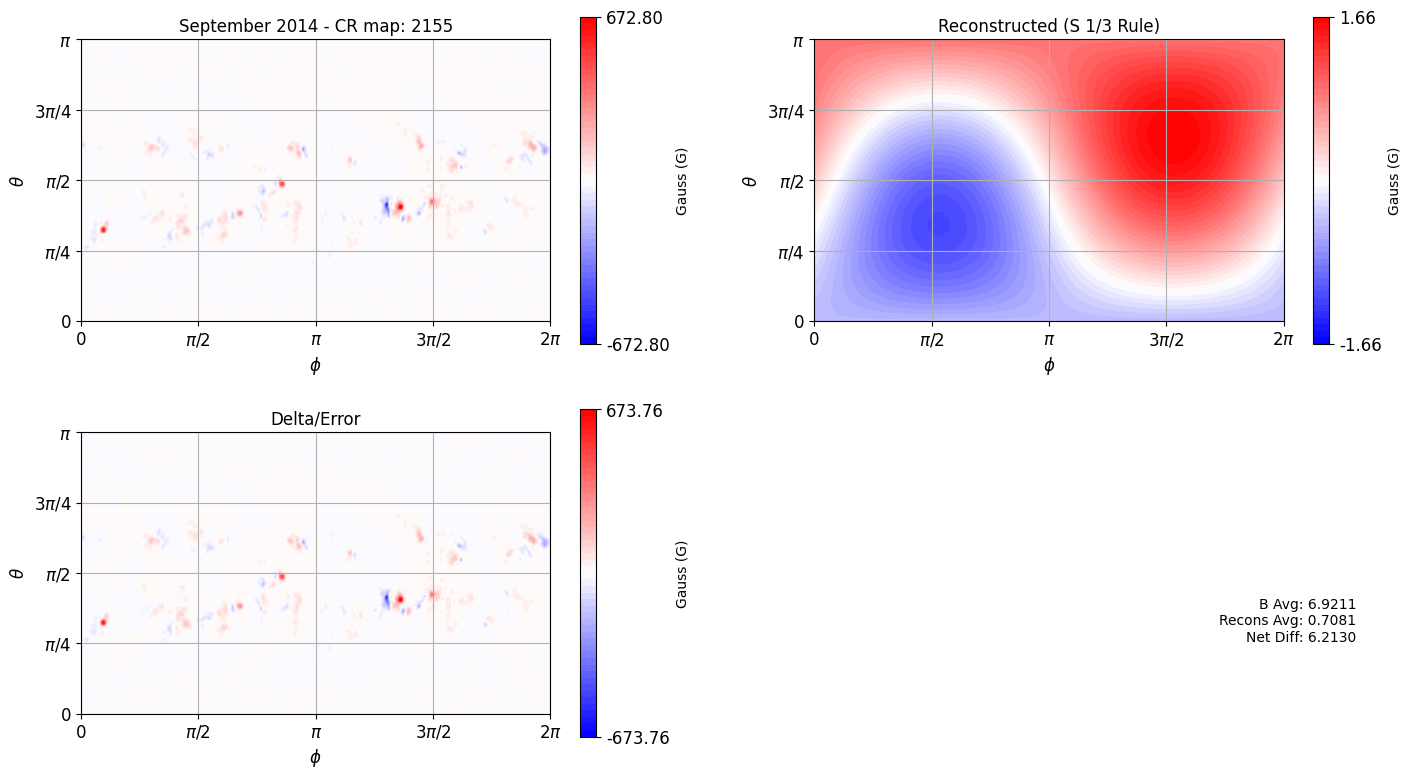 September 2014 - CR map: 2155
672.80
π
3π/4
π/2
π/4
0
θ
0
π/2
π
3π/2
2π
ϕ
-672.80
Gauss (G)
Reconstructed (S 1/3 Rule)
1.66
π
3π/4
π/2
π/4
0
θ
0
π/2
π
3π/2
2π
ϕ
-1.66
Gauss (G)
Delta/Error
673.76
π
3π/4
π/2
π/4
0
θ
0
π/2
π
3π/2
2π
ϕ
-673.76
Gauss (G)
B Avg: 6.9211
Recons Avg: 0.7081
Net Diff: 6.2130